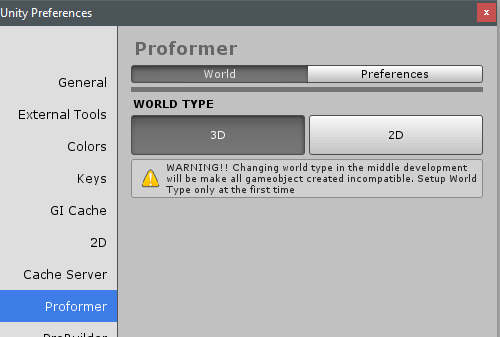 Unity Preferences
x
General
External Tools
Colors
Keys
GI Cache
2D
Cache Server
Proformer
ProBuilder
Proformer
World
Preferences
WORLD TYPE
3D
2D
WARNING!! Changing world type in the middle development
will be make all gameobject created incompatible. Setup World
Type only at the first time